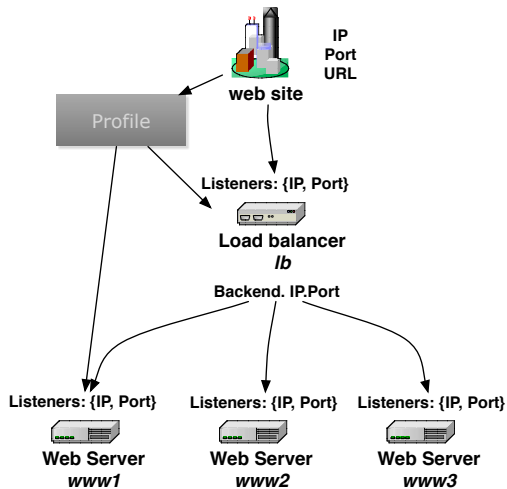 IP
Port
URL
web site
Profile
Listeners: {IP, Port}
Load balancer
lb
Backend. IP.Port
Listeners: {IP, Port}
Listeners: {IP, Port}
Listeners: {IP, Port}
Web Server
Web Server
Web Server
www1
www2
www3